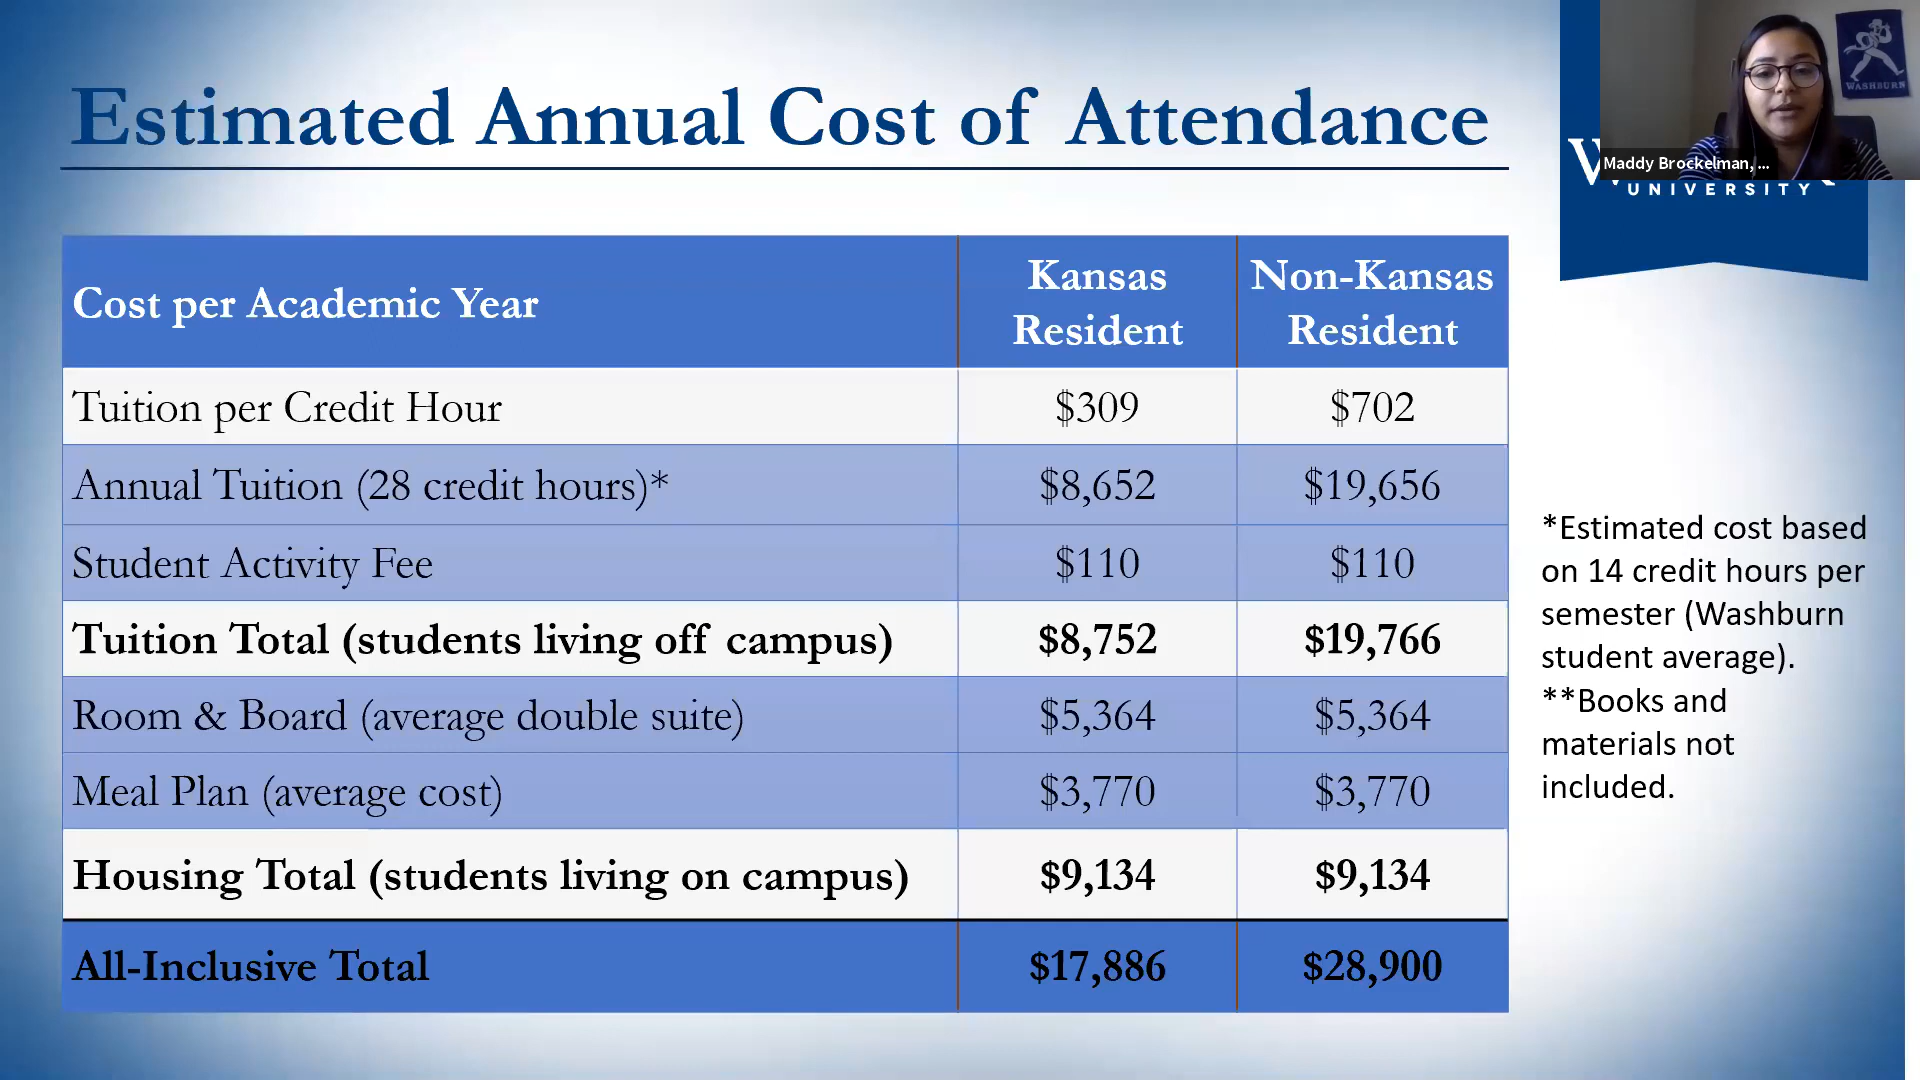 Estimated Annual Cost of Attendance
WASHBURN
Maddy Brockelman, ...
UNIVERSITY
Cost per Academic Year
Kansas Resident
Non-Kansas Resident
Tuition per Credit Hour $309 $702
Annual Tuition (28 credit hours)* $8,652 $19,656
Student Activity Fee $110 $110
Tuition Total (students living off campus) $8,752 $19,766
Room & Board (average double suite) $5,364 $5,364
Meal Plan (average cost) $3,770 $3,770
Housing Total (students living on campus) $9,134 $9,134
All-Inclusive Total $17,886 $28,900
*Estimated cost based
on 14 credit hours per
semester (Washburn
student average).
**Books and
materials not
included.